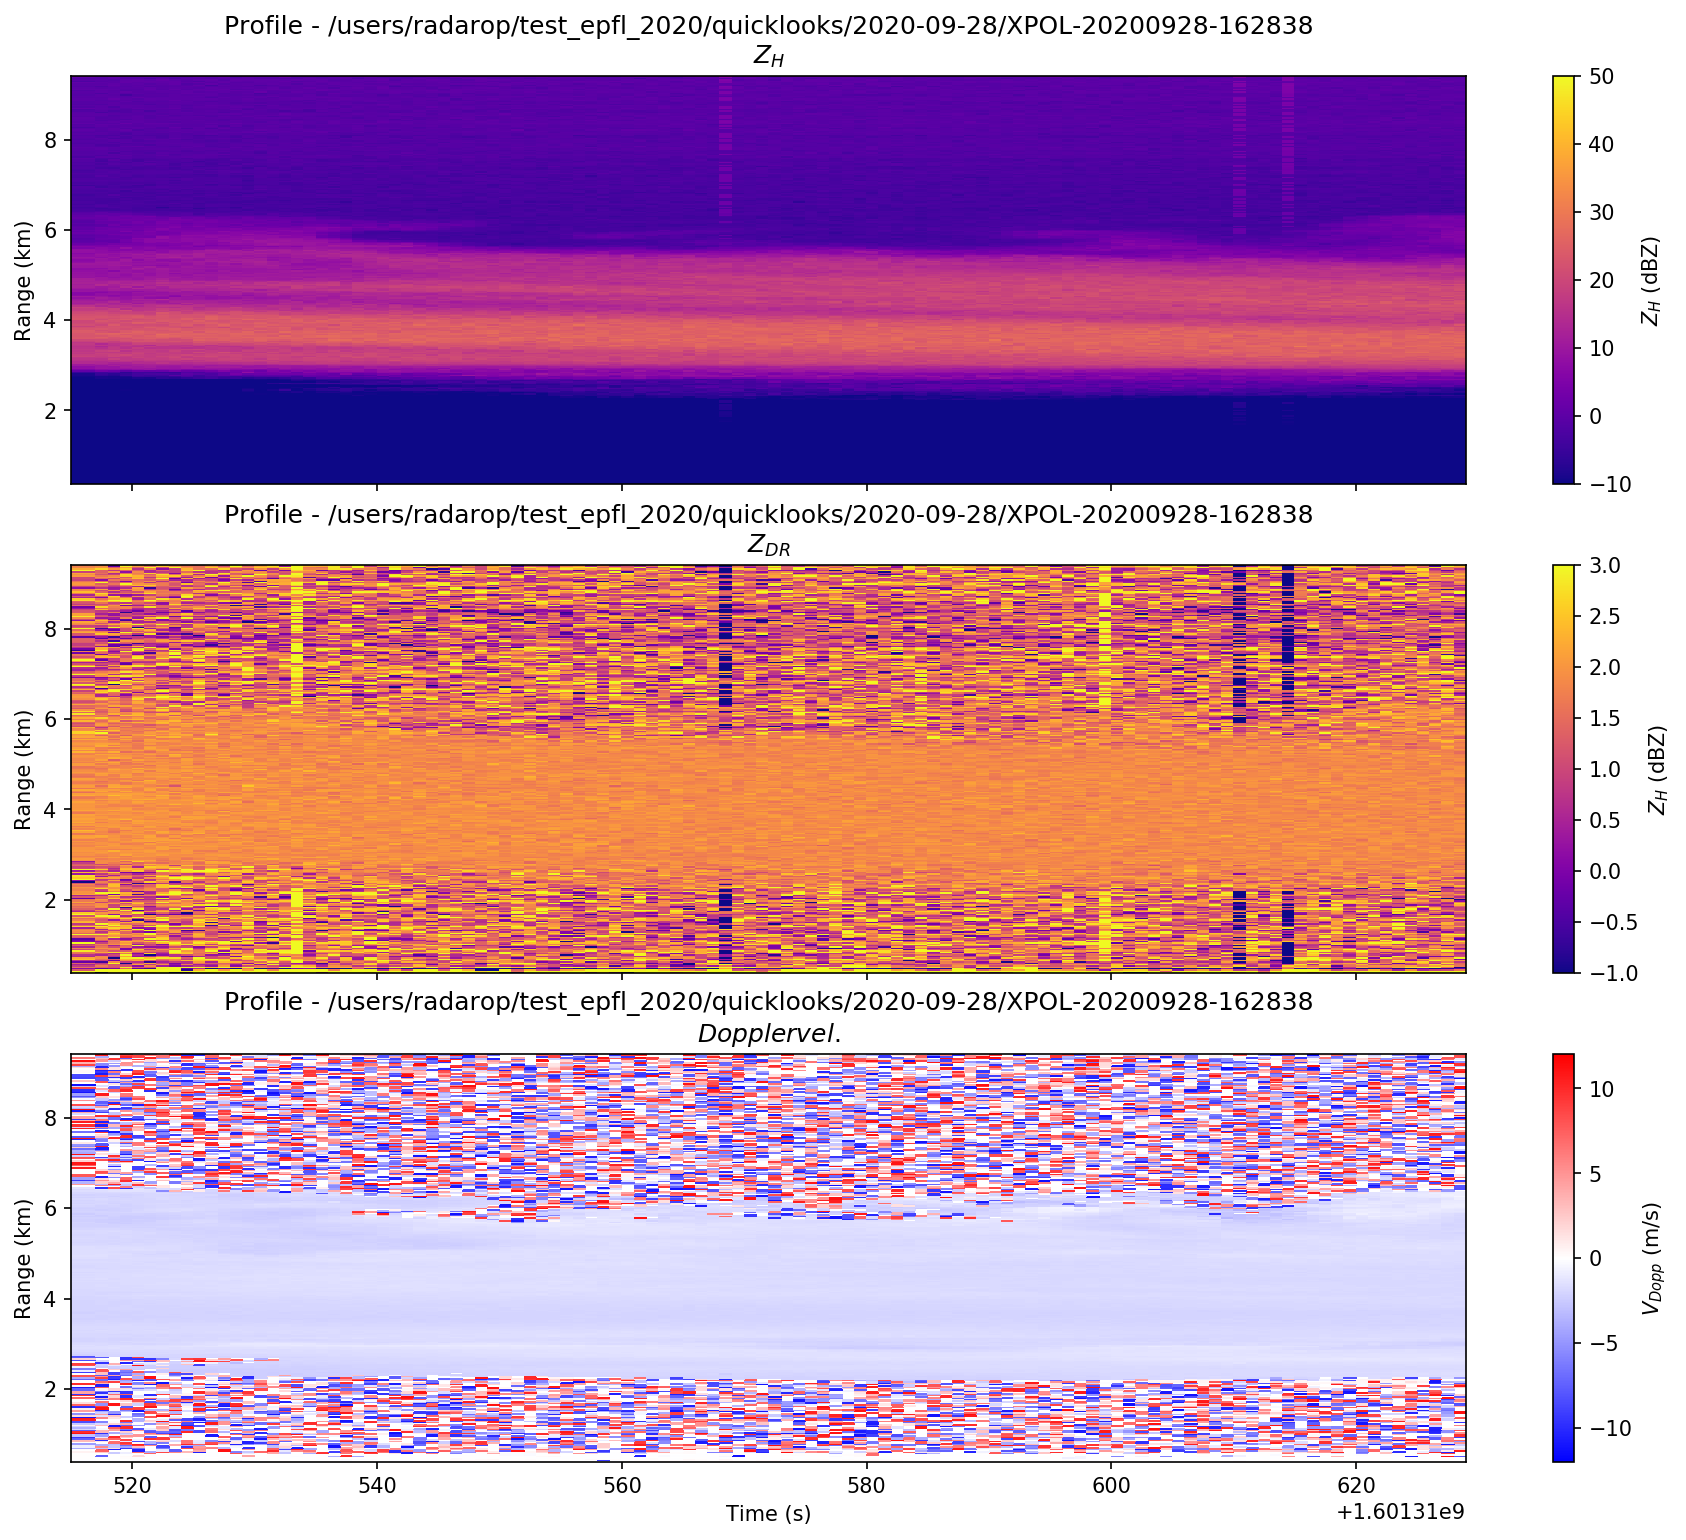 Profile - /users/radarop/test_epfl_2020/quicklooks/2020-09-28/XPOL-20200928-162838
Z_H
8
6
4
2
Range (km)
50
40
30
20
10
0
−10
Z_H (dBZ)
Profile - /users/radarop/test_epfl_2020/quicklooks/2020-09-28/XPOL-20200928-162838
Z_DR
8
6
4
2
Range (km)
3.0
2.5
2.0
1.5
1.0
0.5
0.0
−0.5
−1.0
Z_H (dBZ)
Profile - /users/radarop/test_epfl_2020/quicklooks/2020-09-28/XPOL-20200928-162838
Dopplervel.
8
6
4
2
Range (km)
10
5
0
−5
−10
V_Dopp (m/s)
520 540 560 580 600 620
Time (s)
+1.60131e9